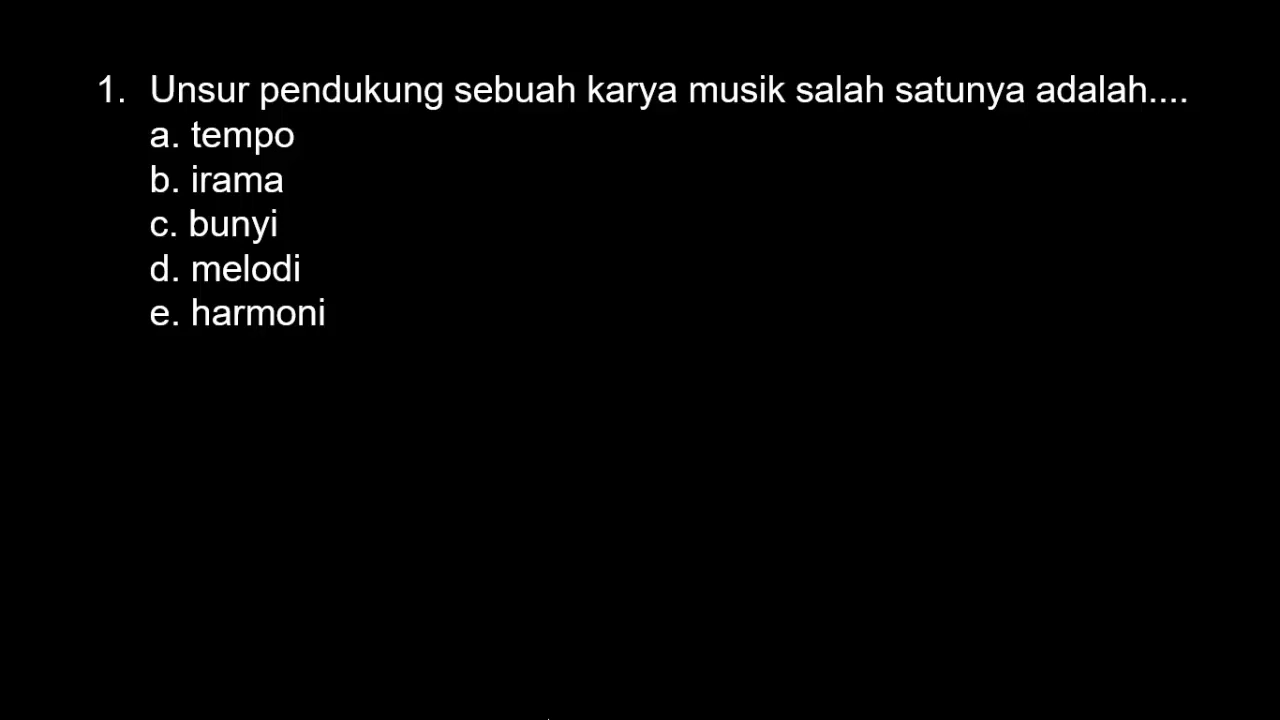 1. Unsur pendukung sebuah karya musik salah satunya adalah....
a. tempo
b. irama
c. bunyi
d. melodi
e. harmoni